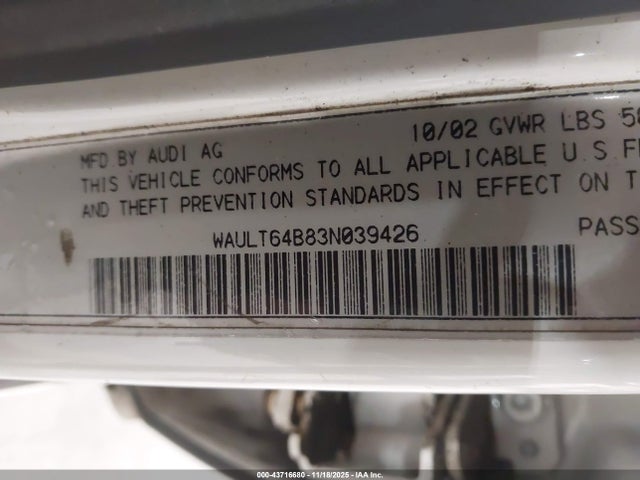 MFD BY AUDI AG 10/02 GVWR LBS
THIS VEHICLE CONFORMS TO ALL APPLICABLE U.S.
AND THEFT PREVENTION STANDARDS IN EFFECT ON
WAULT64B83N039426 PASS
000-43716680 - 11/18/2025 - IAA Inc.